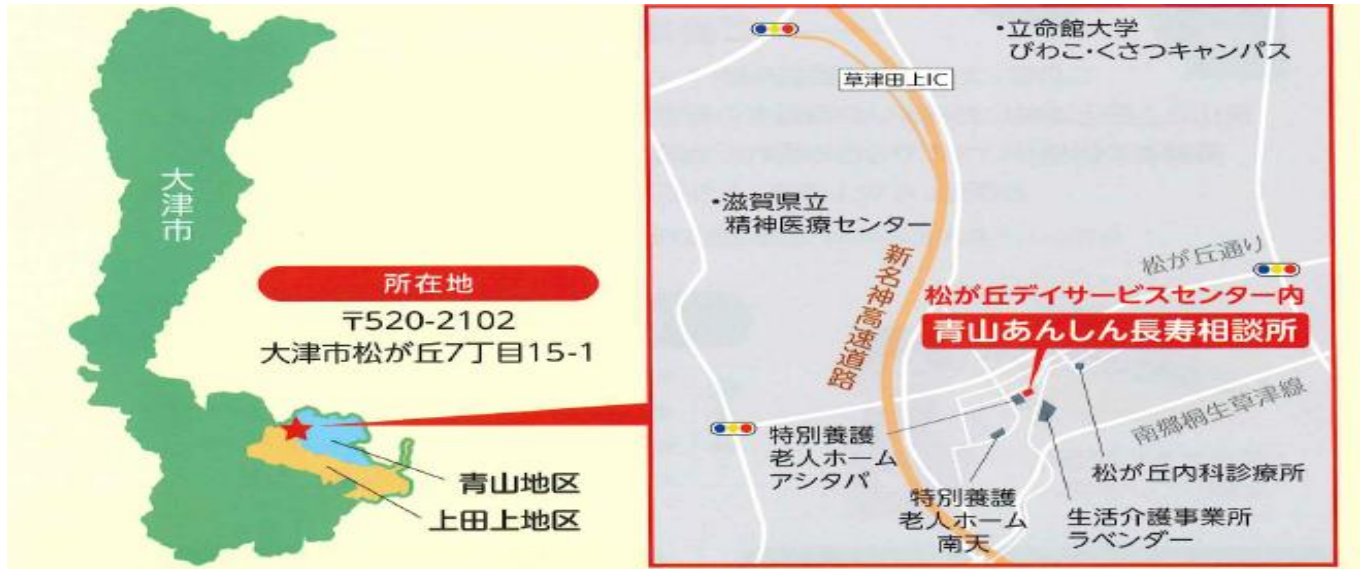 大津市
所在地
〒520-2102
大津市松が丘7丁目15-1
青山地区
上田上地区
・立命館大学
びわこ・くさつキャンパス
草津田上IC
・滋賀県立
精神医療センター
新名神高速道路
松が丘通り
松が丘デイサービスセンター内
青山あんしん長寿相談所
南郷桐生草津線
特別養護
老人ホーム
アシタバ
松が丘内科診療所
特別養護
老人ホーム
南天
生活介護事業所
ラベンダー